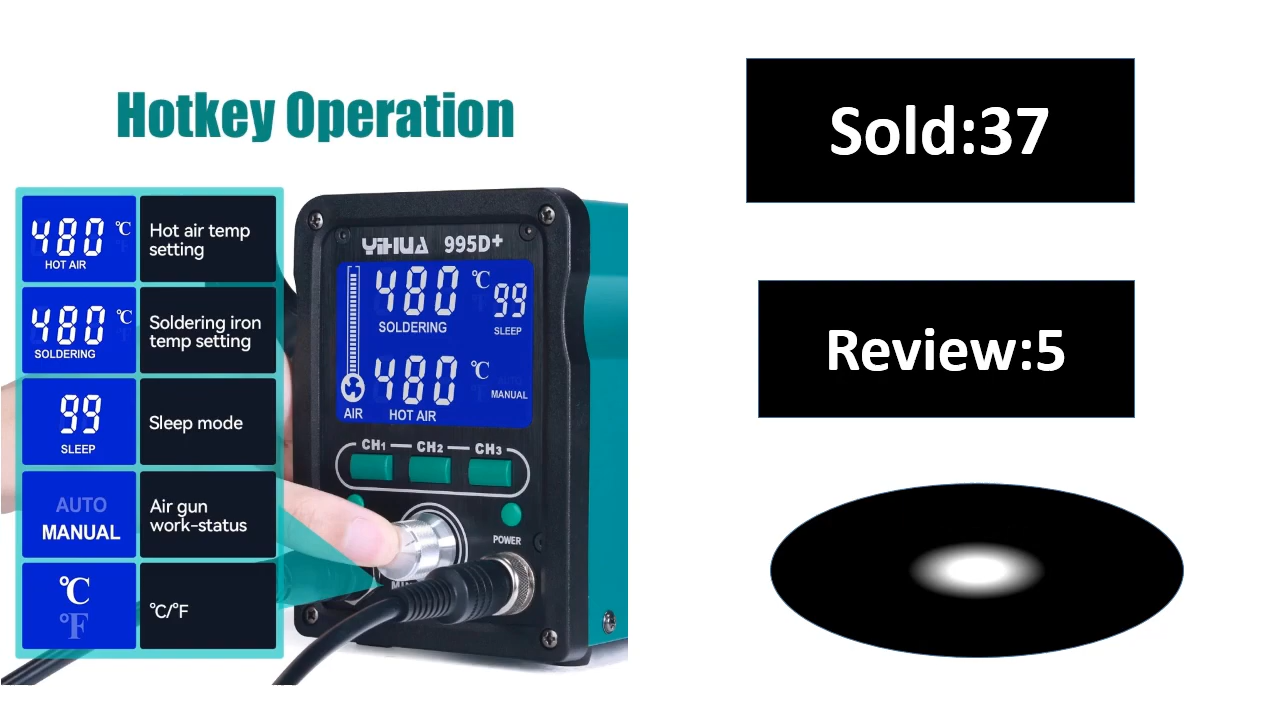 Hotkey Operation
480 °C
HOT AIR
Hot air temp
setting
480 °C
SOLDERING
Soldering iron
temp setting
99
SLEEP
Sleep mode
AUTO
MANUAL
Air gun
work-status
°C
°F
°C/°F
YIHUA 995D+
480 °C 99
SOLDERING SLEEP
480 °C
MANUAL
AIR HOT AIR
CH1 CH2 CH3
POWER
Sold:37
Review:5